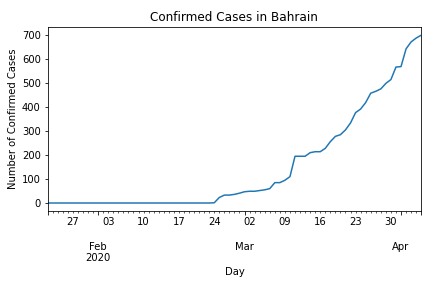 Confirmed Cases in Bahrain
Number of Confirmed Cases
700
600
500
400
300
200
100
0
27 03 10 17 24 02 09 16 23 30
Feb Mar Apr
2020
Day